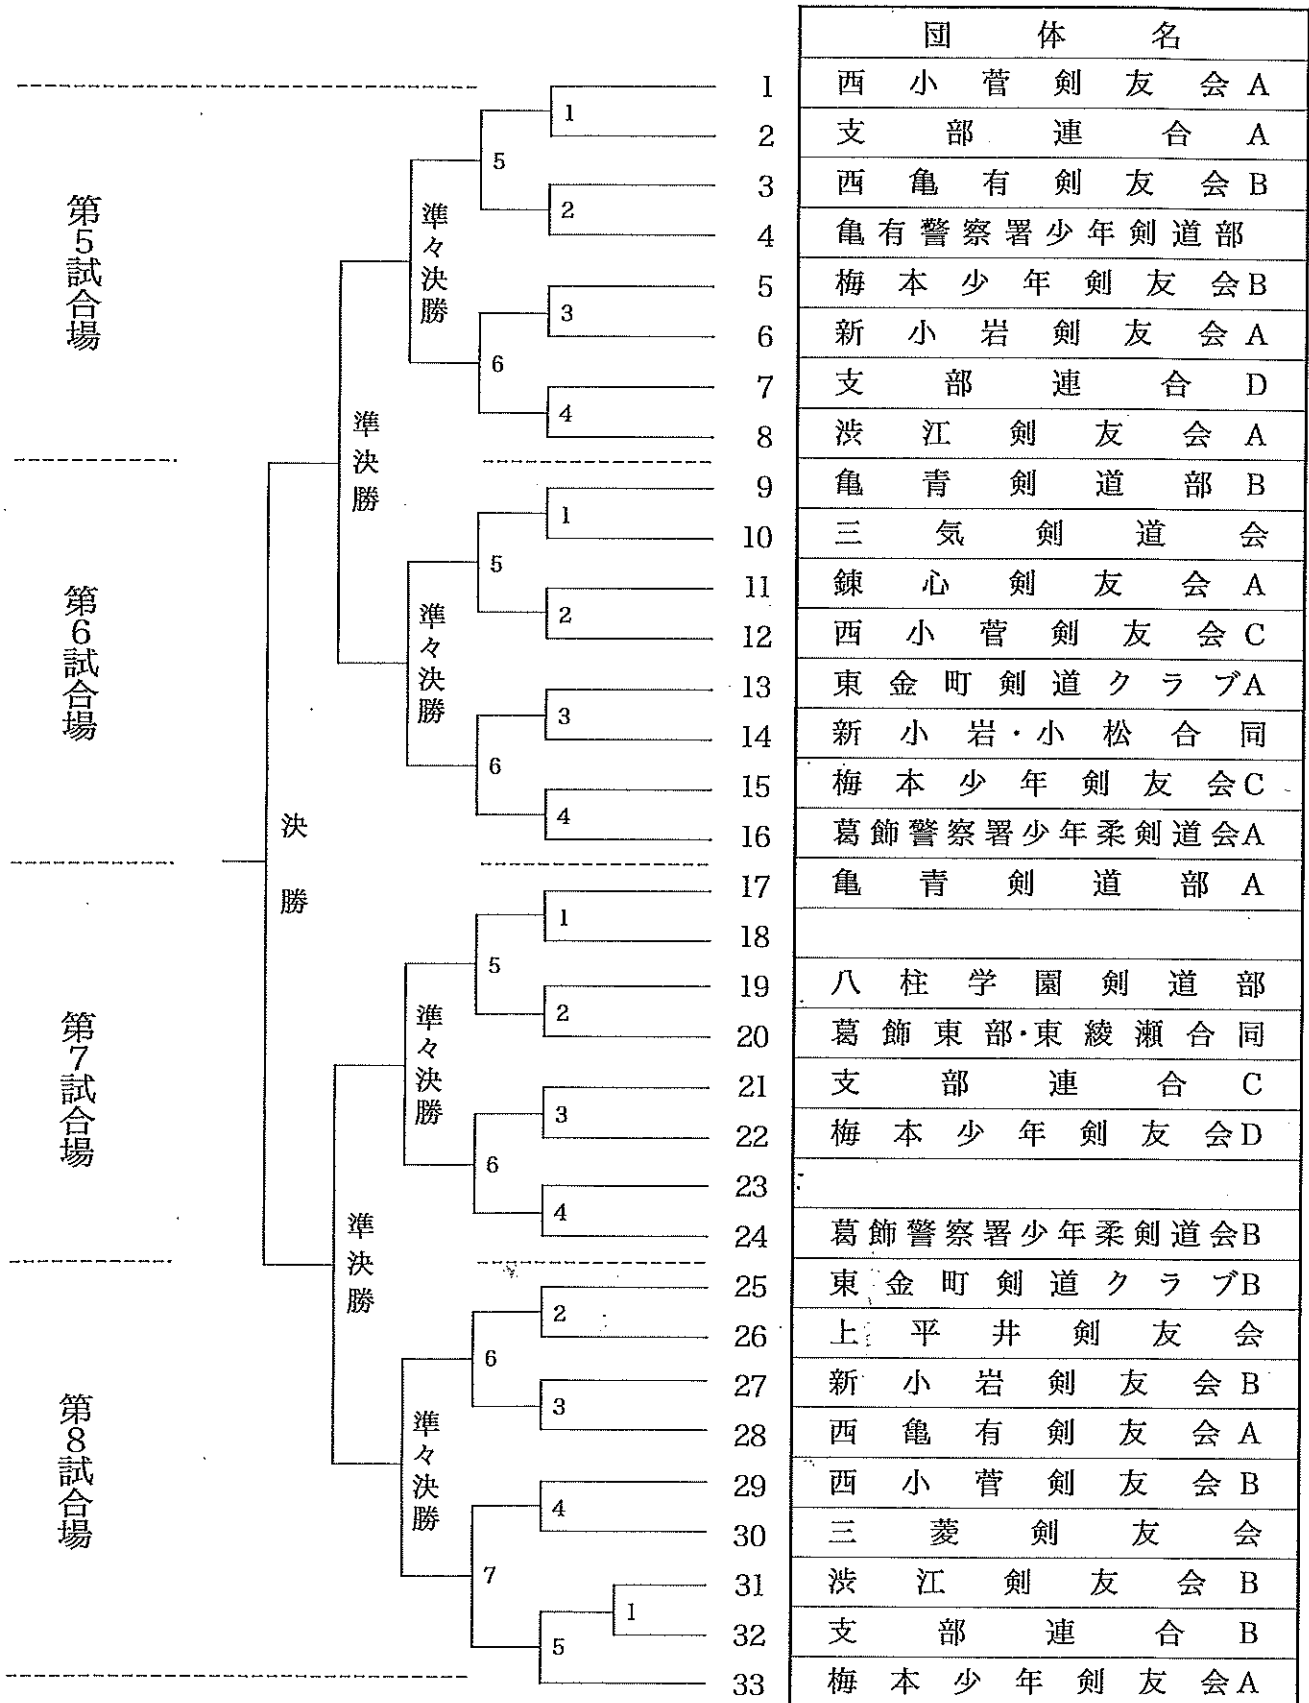 団体名
1 西小菅剣友会A
2 支部連合A
3 西亀有剣友会B
4 亀有警察署少年剣道部
5 梅本少年剣友会B
6 新小岩剣友会A
7 支部連合D
8 渋江剣友会A
9 亀青剣道部B
10 三気剣道会
11 錬心剣友会A
12 西小菅剣友会C
13 東金町剣道クラブA
14 新小岩・小松合同
15 梅本少年剣友会C
16 葛飾警察署少年柔剣道会A
17 亀青剣道部A
18
19 八柱学園剣道部
20 葛飾東部・東綾瀬合同
21 支部連合C
22 梅本少年剣友会D
23
24 葛飾警察署少年柔剣道会B
25 東金町剣道クラブB
26 上平井剣友会
27 新小岩剣友会B
28 西亀有剣友会A
29 西小菅剣友会B
30 三菱剣友会
31 渋江剣友会B
32 支部連合B
33 梅本少年剣友会A
第5試合場
1
2
3
4
5
6
準々決勝
準決勝
第6試合場
1
2
3
4
5
6
準々決勝
決勝
第7試合場
1
2
3
4
5
6
準々決勝
準決勝
第8試合場
2
3
4
1
5
6
7
準々決勝